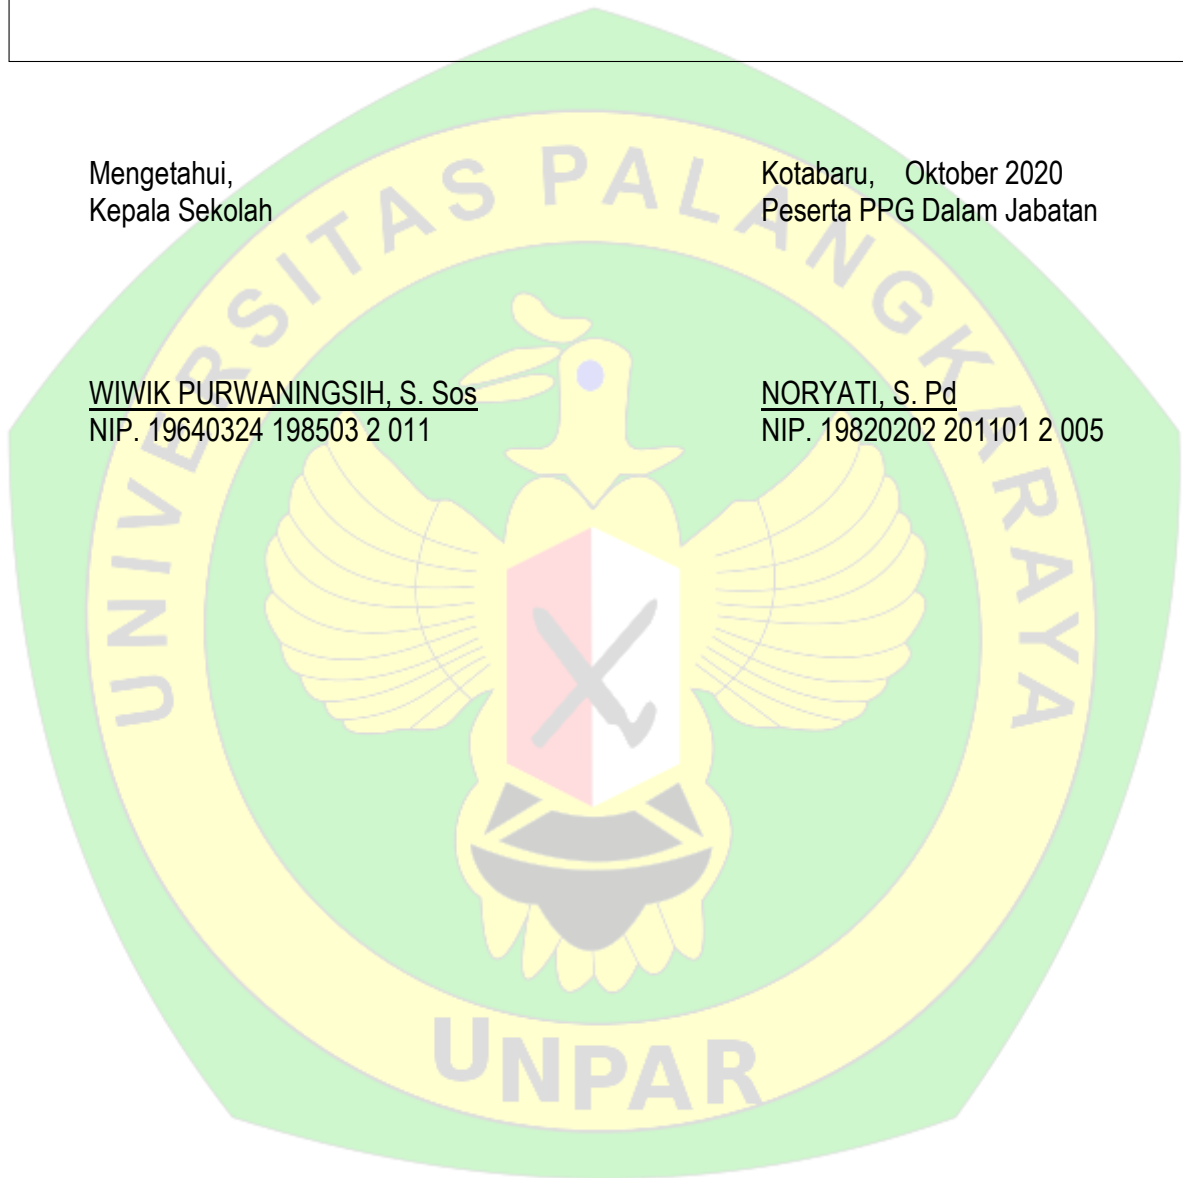 Mengetahui,
Kepala Sekolah
Kotabaru,    Oktober 2020
Peserta PPG Dalam Jabatan
WIWIK PURWANINGSIH, S. Sos
NIP. 19640324 198503 2 011
NORYATI, S. Pd
NIP. 19820202 201101 2 005
UNIVERSITAS PALANGKARAYA
UNPAR